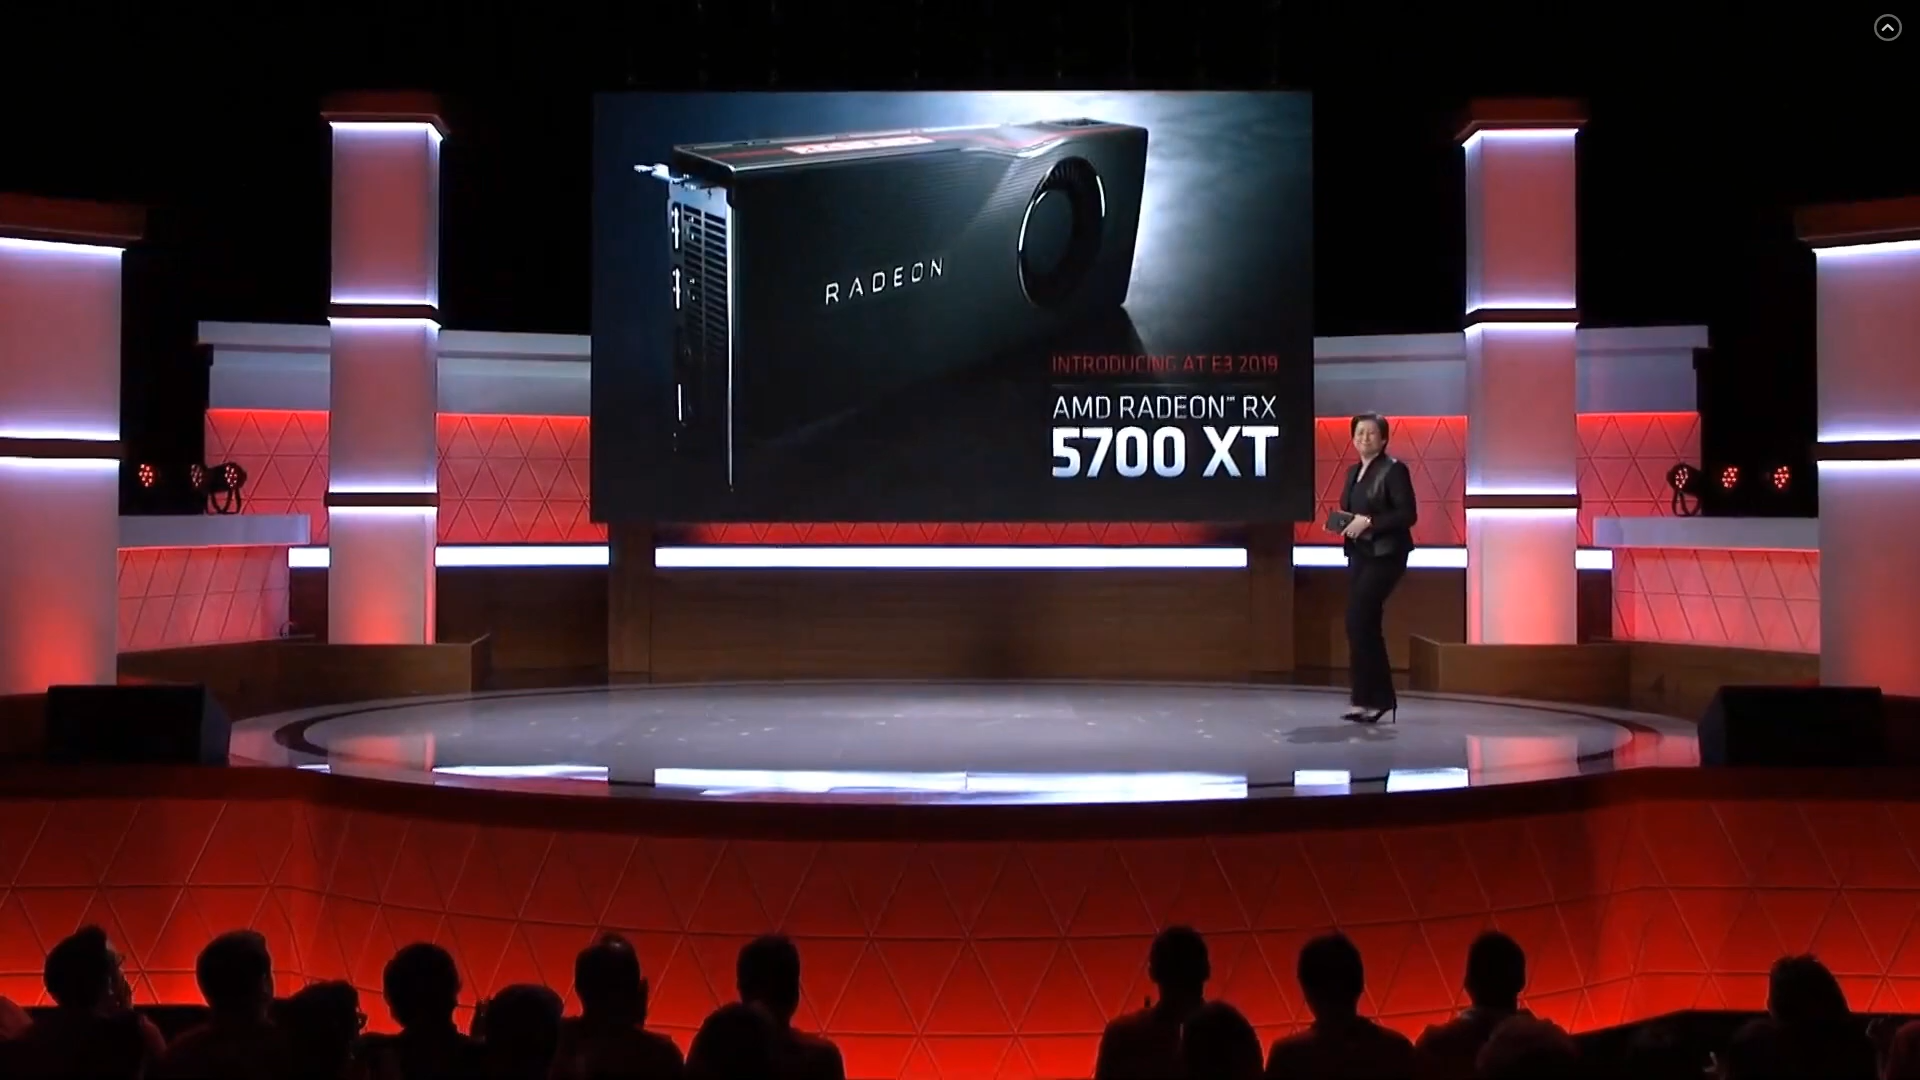 RADEON
INTRODUCING AT E3 2019
AMD RADEON™ RX
5700 XT